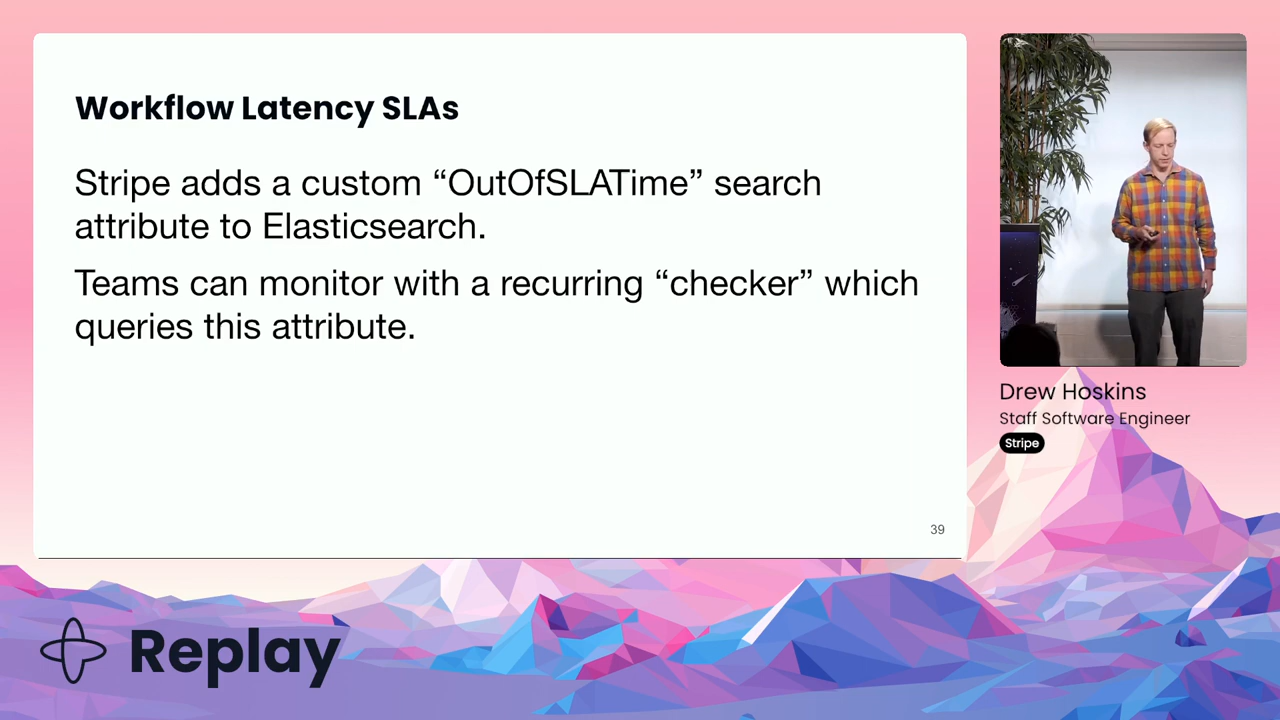 Workflow Latency SLAs
Stripe adds a custom “OutOfSLATime” search
attribute to Elasticsearch.
Teams can monitor with a recurring “checker” which
queries this attribute.
39
Drew Hoskins
Staff Software Engineer
Stripe
Replay